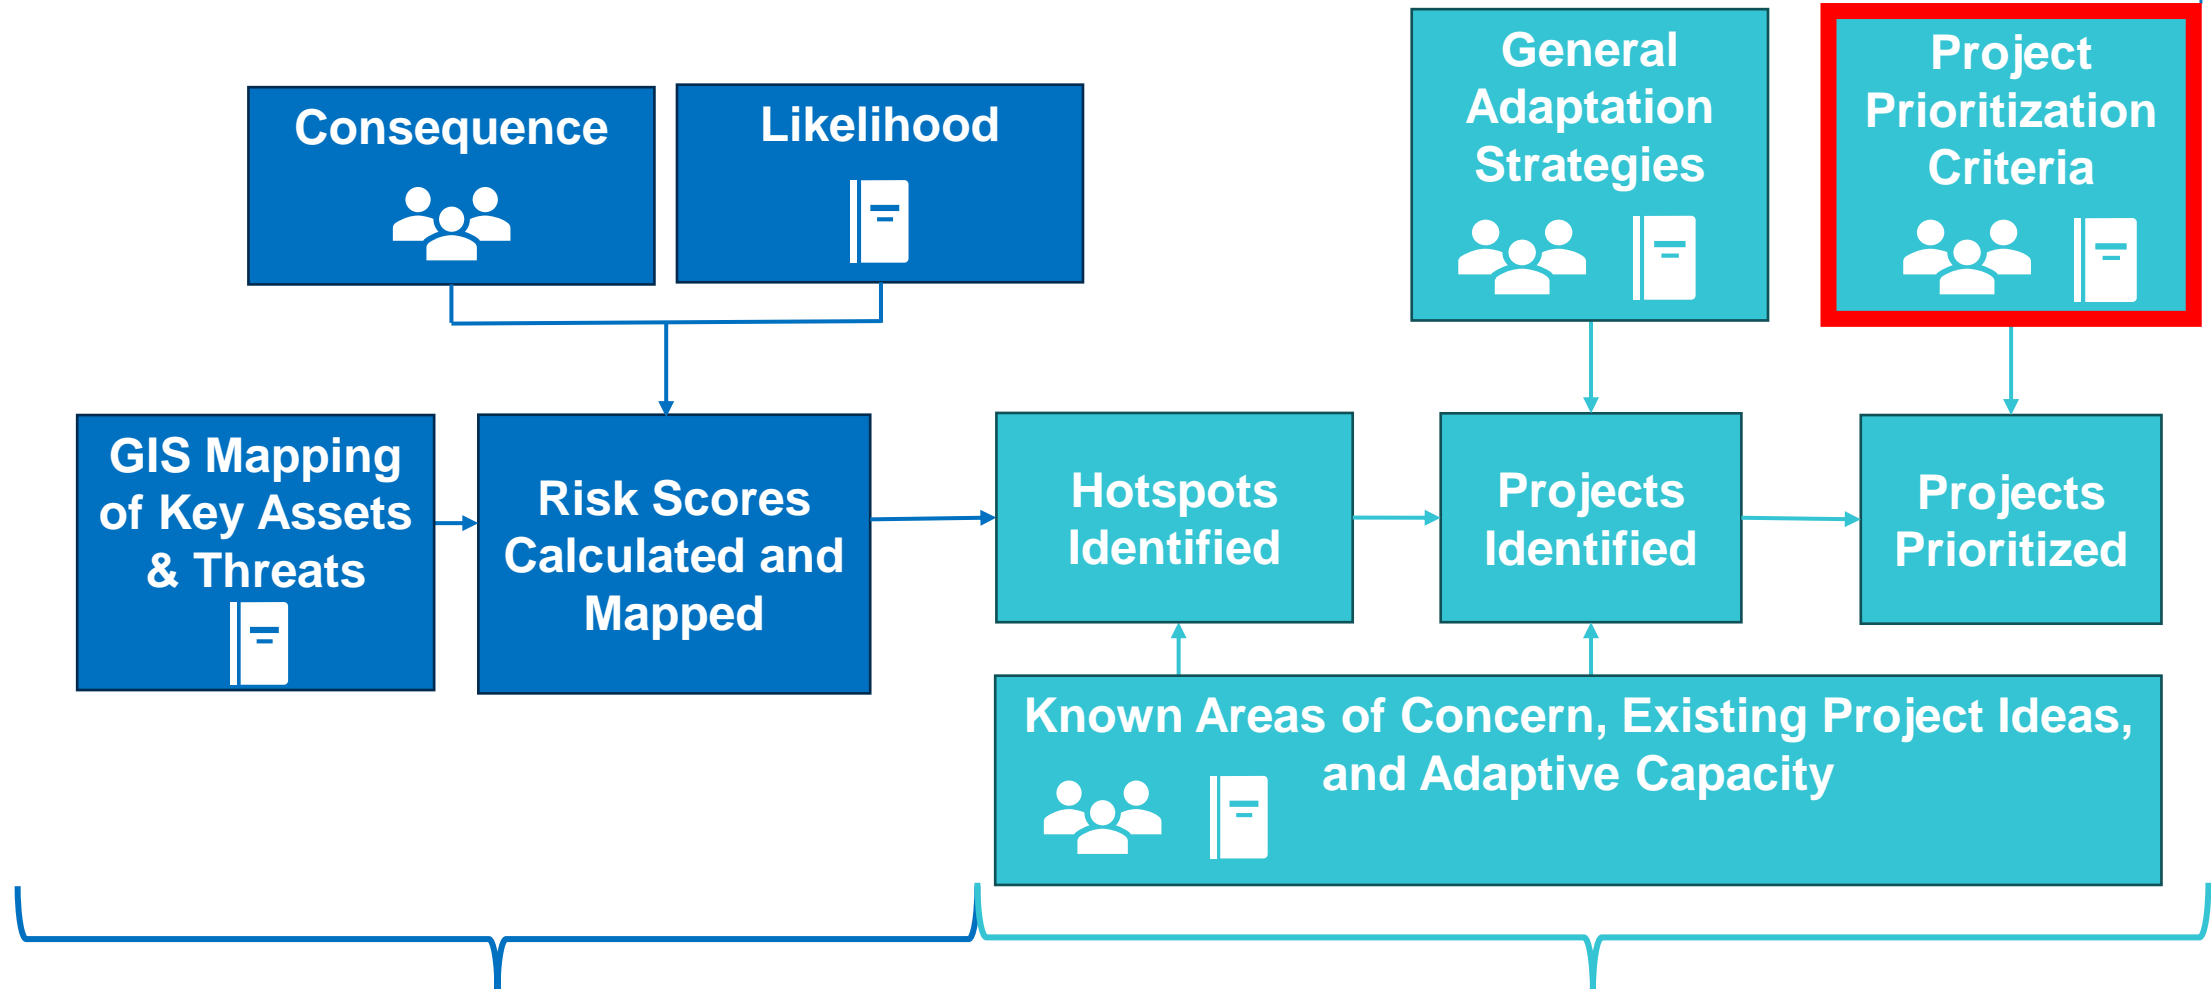 Consequence
Likelihood
General
Adaptation
Strategies
Project
Prioritization
Criteria
GIS Mapping
of Key Assets
& Threats
Risk Scores
Calculated and
Mapped
Hotspots
Identified
Projects
Identified
Projects
Prioritized
Known Areas of Concern, Existing Project Ideas,
and Adaptive Capacity